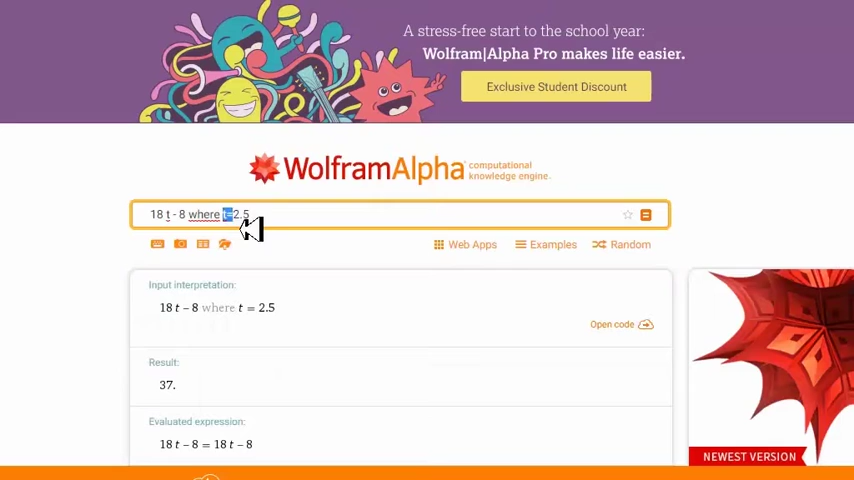 A stress-free start to the school year:
Wolfram|Alpha Pro makes life easier.
Exclusive Student Discount
WolframAlpha computational
knowledge engine.
18 t - 8 where t=2.5
Web Apps
Examples
Random
Input interpretation:
18 t – 8 where t = 2.5
Open code
Result:
37.
Evaluated expression:
18 t – 8 = 18 t – 8
NEWEST VERSION